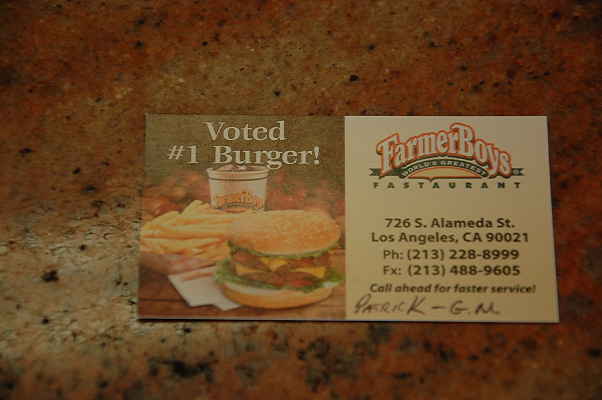 Voted
#1 Burger!
FarmerBoys
FarmerBoys
WORLD'S GREATEST
FASTAURANT
726 S. Alameda St.
Los Angeles, CA 90021
Ph: (213) 228-8999
Fx: (213) 488-9605
Call ahead for faster service!
PATRICK - G.M.